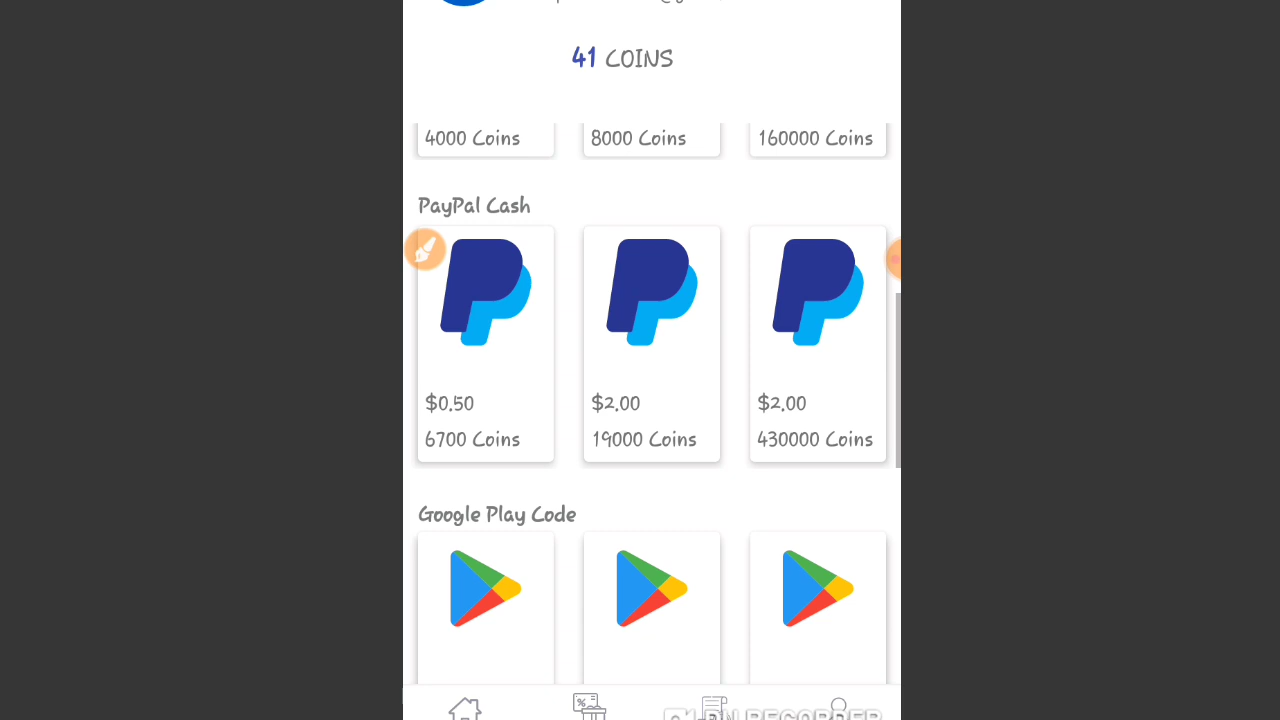 41 COINS
4000 Coins 8000 Coins 160000 Coins
PayPal Cash
$0.50 $2.00 $2.00
6700 Coins 19000 Coins 430000 Coins
Google Play Code
%